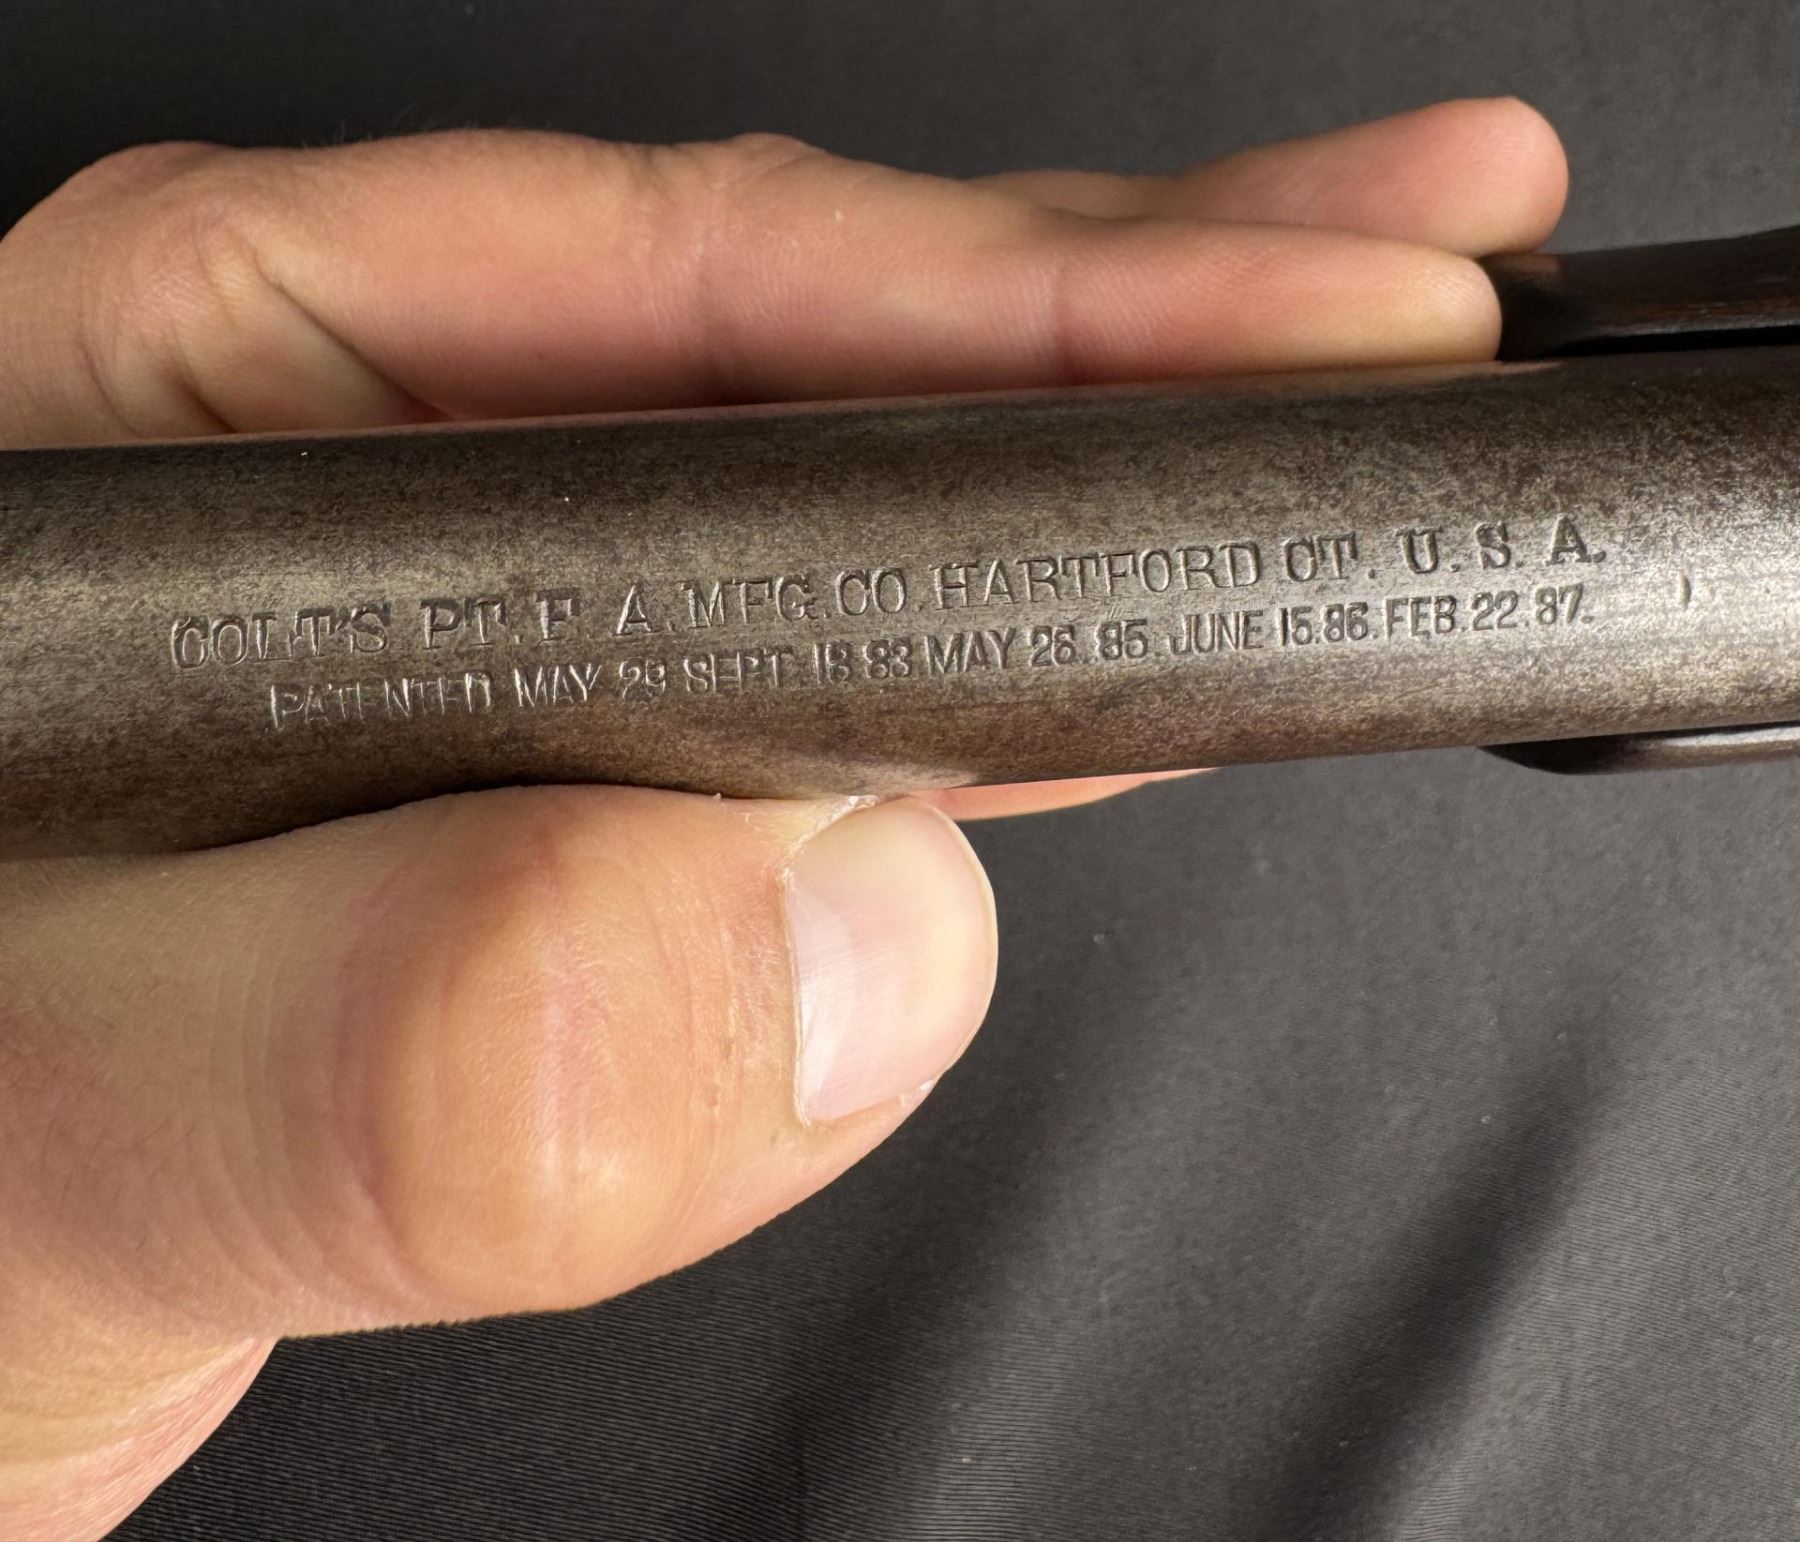 COLT'S PT. F. A. MFG. CO. HARTFORD CT. U. S. A.
PATENTED MAY 29 SEPT. 18 83 MAY 26. 85. JUNE 15. 86. FEB. 22. 87.